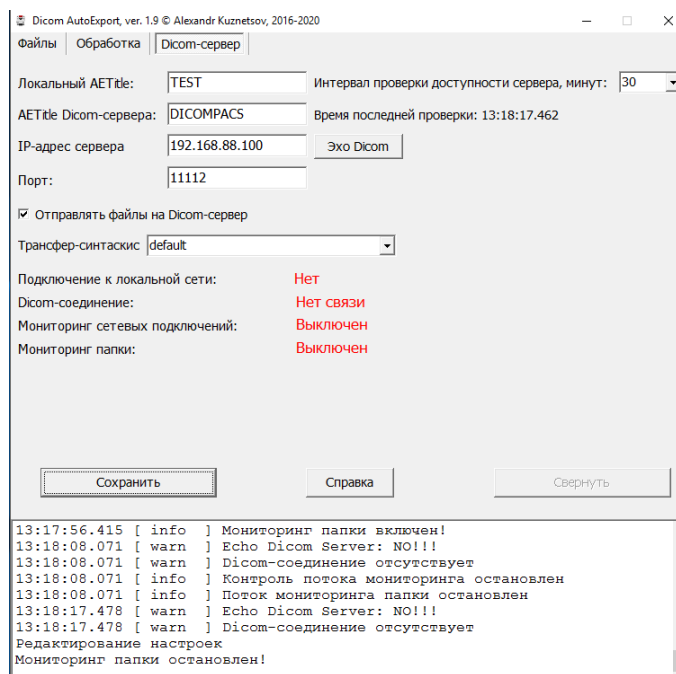 Dicom AutoExport, ver. 1.9 © Alexandr Kuznetsov, 2016-2020
Файлы Обработка Dicom-сервер
Локальный AETitle: TEST Интервал проверки доступности сервера, минут: 30
AETitle Dicom-сервера: DICOMPACS Время последней проверки: 13:18:17.462
IP-адрес сервера 192.168.88.100 Эхо Dicom
Порт: 11112
Отправлять файлы на Dicom-сервер
Трансфер-синтаскис default
Подключение к локальной сети: Нет
Dicom-соединение: Нет связи
Мониторинг сетевых подключений: Выключен
Мониторинг папки: Выключен
Сохранить Справка Свернуть
13:17:56.415 [ info ] Мониторинг папки включен!
13:18:08.071 [ warn ] Echo Dicom Server: NO!!!
13:18:08.071 [ warn ] Dicom-соединение отсутствует
13:18:08.071 [ info ] Контроль потока мониторинга остановлен
13:18:08.071 [ info ] Поток мониторинга папки остановлен
13:18:17.478 [ warn ] Echo Dicom Server: NO!!!
13:18:17.478 [ warn ] Dicom-соединение отсутствует
Редактирование настроек
Мониторинг папки остановлен!